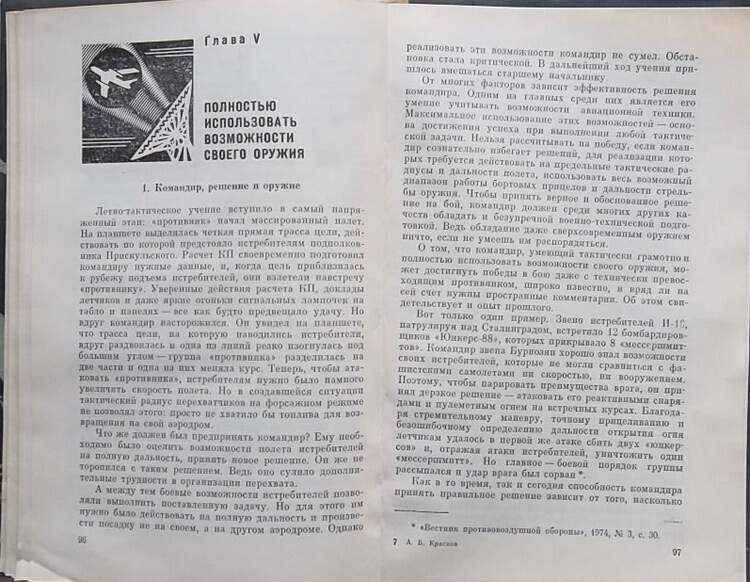 Глава V
ПОЛНОСТЬЮ
ИСПОЛЬЗОВАТЬ
ВОЗМОЖНОСТИ
СВОЕГО ОРУЖИЯ
1. Командир, решение и оружие
Летно-тактическое учение вступило в самый напря-
женный этап: «противник» начал массированный налет.
На планшете выделялась четкая прямая трасса цели, дей-
ствовать по которой предстояло истребителям подполков-
ника Прискульского. Расчет КП своевременно подготовил
командиру нужные данные, и, когда цель приблизилась
к рубежу подъема истребителей, они взлетели навстречу
«противнику». Уверенные действия расчета КП, доклады
летчиков и даже яркие огоньки сигнальных лампочек на
табло и панелях — все как будто предвещало удачу. Но
вдруг командир насторожился. Он увидел на планшете,
что трасса цели, на которую наводились истребители,
вдруг раздвоилась и одна из линий резко изогнулась под
большим углом — группа «противника» разделилась на
две части и одна из них меняла курс. Теперь, чтобы ата-
ковать «противника», истребителям нужно было намного
увеличить скорость полета. Но в создавшейся ситуации
тактический радиус перехватчиков на форсажном режиме
не позволял этого: просто не хватило бы топлива для воз-
вращения на свой аэродром.
Что же должен был предпринять командир? Ему необ-
ходимо было оценить возможности полета истребителей
на полную дальность, принять новое решение. Он же не
торопился с таким решением. Ведь оно сулило дополни-
тельные трудности в организации перехвата.
А между тем боевые возможности истребителей позво-
ляли выполнить поставленную задачу. Но для этого им
нужно было действовать на полную дальность и произве-
сти посадку не на своем, а на другом аэродроме. Однако
96
реализовать эти возможности командир не сумел. Обста-
новка стала критической. В дальнейший ход учения при-
шлось вмешаться старшему начальнику.
От многих факторов зависит эффективность решения
командира. Одним из главных среди них является его
умение учитывать возможности авиационной техники.
Максимальное использование этих возможностей — осно-
ва достижения успеха при выполнении любой тактиче-
ской задачи. Нельзя рассчитывать на победу, если коман-
дир сознательно избегает решений, для реализации кото-
рых требуется действовать на предельные тактические ра-
диусы и дальности полета, использовать весь возможный
диапазон работы бортовых прицелов и дальности стрель-
бы оружия. Чтобы принять верное и обоснованное реше-
ние на бой, командир должен среди многих других ка-
честв обладать и безупречной военно-технической подго-
товкой. Ведь обладание даже сверхсовременным оружием
ничто, если не умеешь им распорядиться.
О том, что командир, умеющий тактически грамотно и
полностью использовать возможности своего оружия, мо-
жет достигнуть победы в бою даже с технически превос-
ходящим противником, широко известно, и вряд ли на
сей счет нужны пространные комментарии. Об этом сви-
детельствует и опыт прошлого.
Вот только один пример. Звено истребителей И-16,
патрулируя над Сталинградом, встретило 12 бомбардиров-
щиков «Юнкерс-88», которых прикрывало 8 «мессершмит-
тов». Командир звена Бурнозян хорошо знал возможности
своих истребителей, которые не могли сравниться с фа-
шистскими самолетами ни скоростью, ни вооружением.
Поэтому, чтобы парировать преимущества врага, он при-
нял дерзкое решение — атаковать его реактивными снаря-
дами и пулеметным огнем на встречных курсах. Благода-
ря стремительному маневру, точному прицеливанию и
безошибочному определению дальности открытия огня
летчикам удалось в первой же атаке сбить двух «юнкер-
сов» и, отражая атаки истребителей, уничтожить один
«мессершмитт». Но главное — боевой порядок группы
рассыпался и удар врага был сорван *.
Как в то время, так и сегодня способность командира
принять правильное решение зависит от того, насколько
* «Вестник противовоздушной обороны», 1974, № 3, с. 30.
7 А. Б. Краснов
97